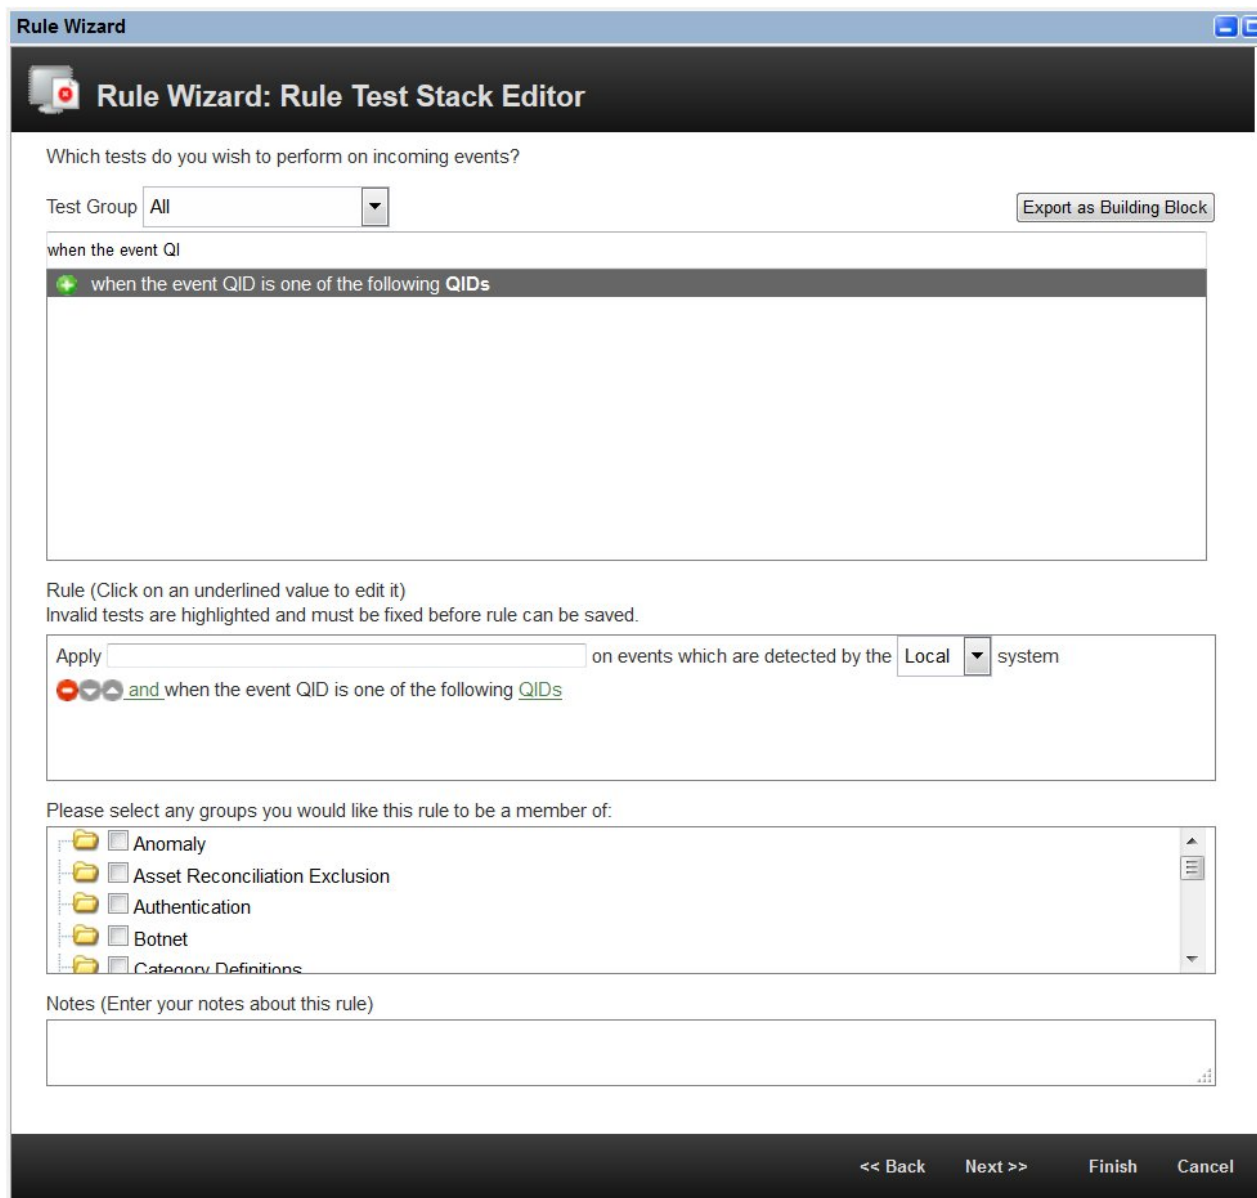 Rule Wizard
Rule Wizard: Rule Test Stack Editor
Which tests do you wish to perform on incoming events?
Test Group All Export as Building Block
when the event QI
when the event QID is one of the following QIDs
Rule (Click on an underlined value to edit it)
Invalid tests are highlighted and must be fixed before rule can be saved.
Apply on events which are detected by the Local system
and when the event QID is one of the following QIDs
Please select any groups you would like this rule to be a member of:
Anomaly
Asset Reconciliation Exclusion
Authentication
Botnet
Category Definitions
Notes (Enter your notes about this rule)
<< Back Next >> Finish Cancel